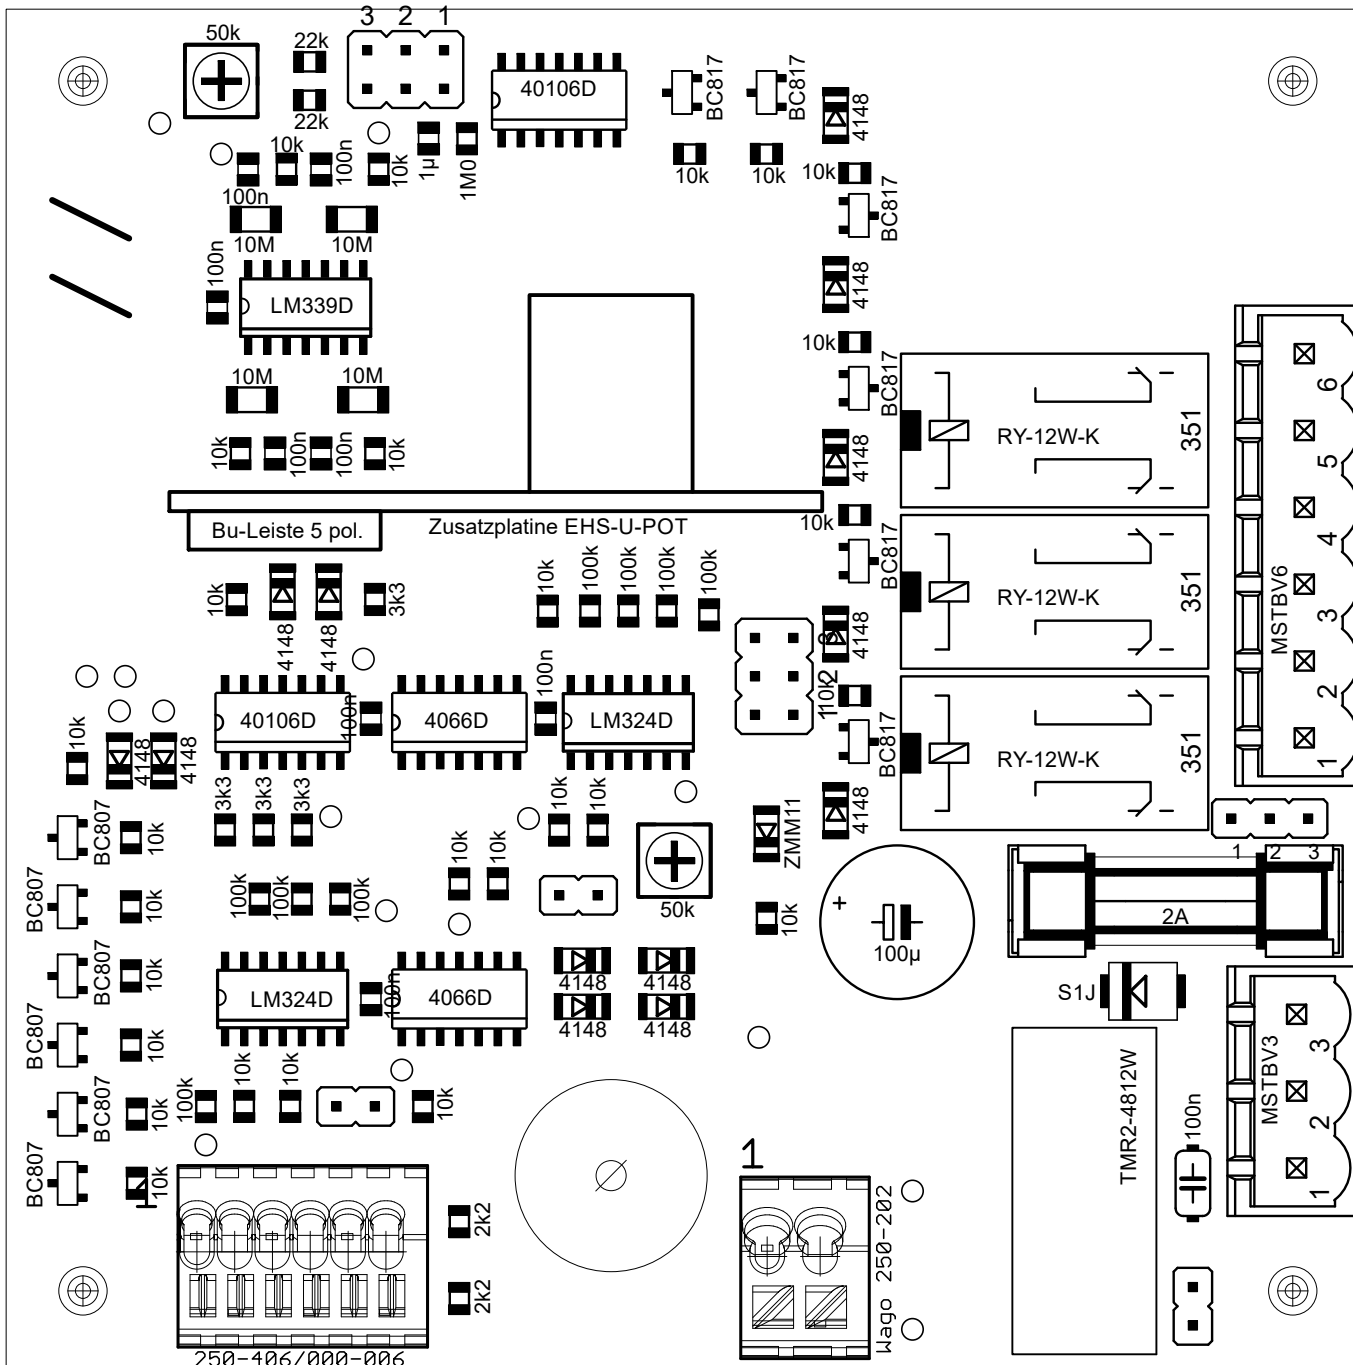 3 2 1
50k
22k
22k
40106D
BC817
BC817
4148
10k
100n
10k
1µ
1M0
10k
10k
10k
BC817
100n
10M
10M
100n
LM339D
4148
10k
BC817
10M
10M
10k
100n
100n
10k
4148
10k
BC817
RY-12W-K
351
RY-12W-K
351
RY-12W-K
351
6
5
4
3
2
1
MSTBV6
Bu-Leiste 5 pol.
Zusatzplatine EHS-U-POT
10k
4148
4148
3k3
10k
100k
100k
100k
100k
4148
3
2
1
10k
BC817
4148
40106D
100n
4066D
100n
LM324D
10k
4148
4148
3k3
3k3
3k3
10k
10k
ZMM11
BC807
10k
BC807
10k
BC807
10k
BC807
10k
BC807
10k
BC807
10k
100k
100k
100k
10k
10k
50k
10k
+
100µ
1 2 3
2A
S1J
LM324D
100n
4066D
4148
4148
4148
4148
100k
10k
10k
10k
TMR2-4812W
100n
MSTBV3
3
2
1
2k2
2k2
1
Wago 250-202
250-406/000-006